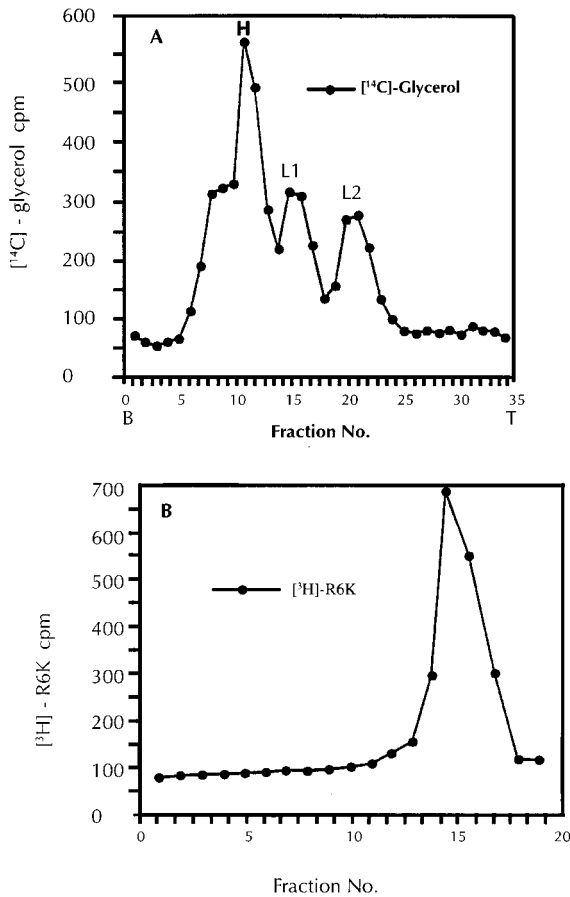 A
H
[¹⁴C]-Glycerol
L1
L2
600
500
400
300
200
100
0
[¹⁴C] - glycerol cpm
0 5 10 15 20 25 30 35
B T
Fraction No.
B
[³H]-R6K
700
600
500
400
300
200
100
0
[³H] - R6K cpm
0 5 10 15 20
Fraction No.